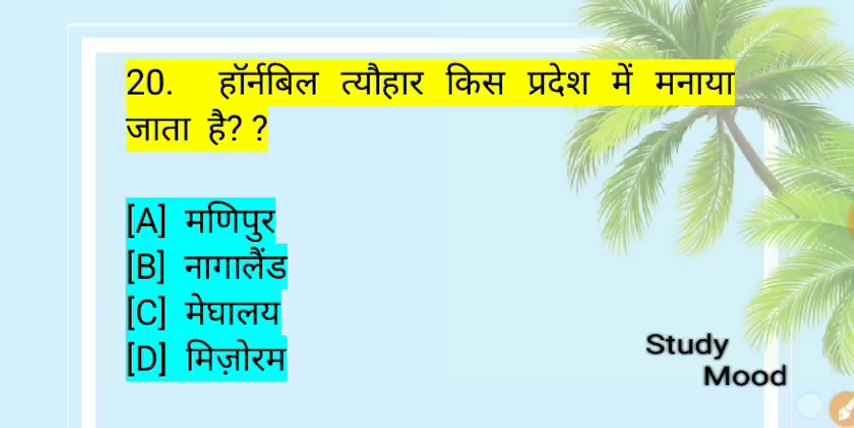 20. हॉर्नबिल त्यौहार किस प्रदेश में मनाया
जाता है? ?
[A] मणिपुर
[B] नागालैंड
[C] मेघालय
[D] मिज़ोरम
Study
Mood